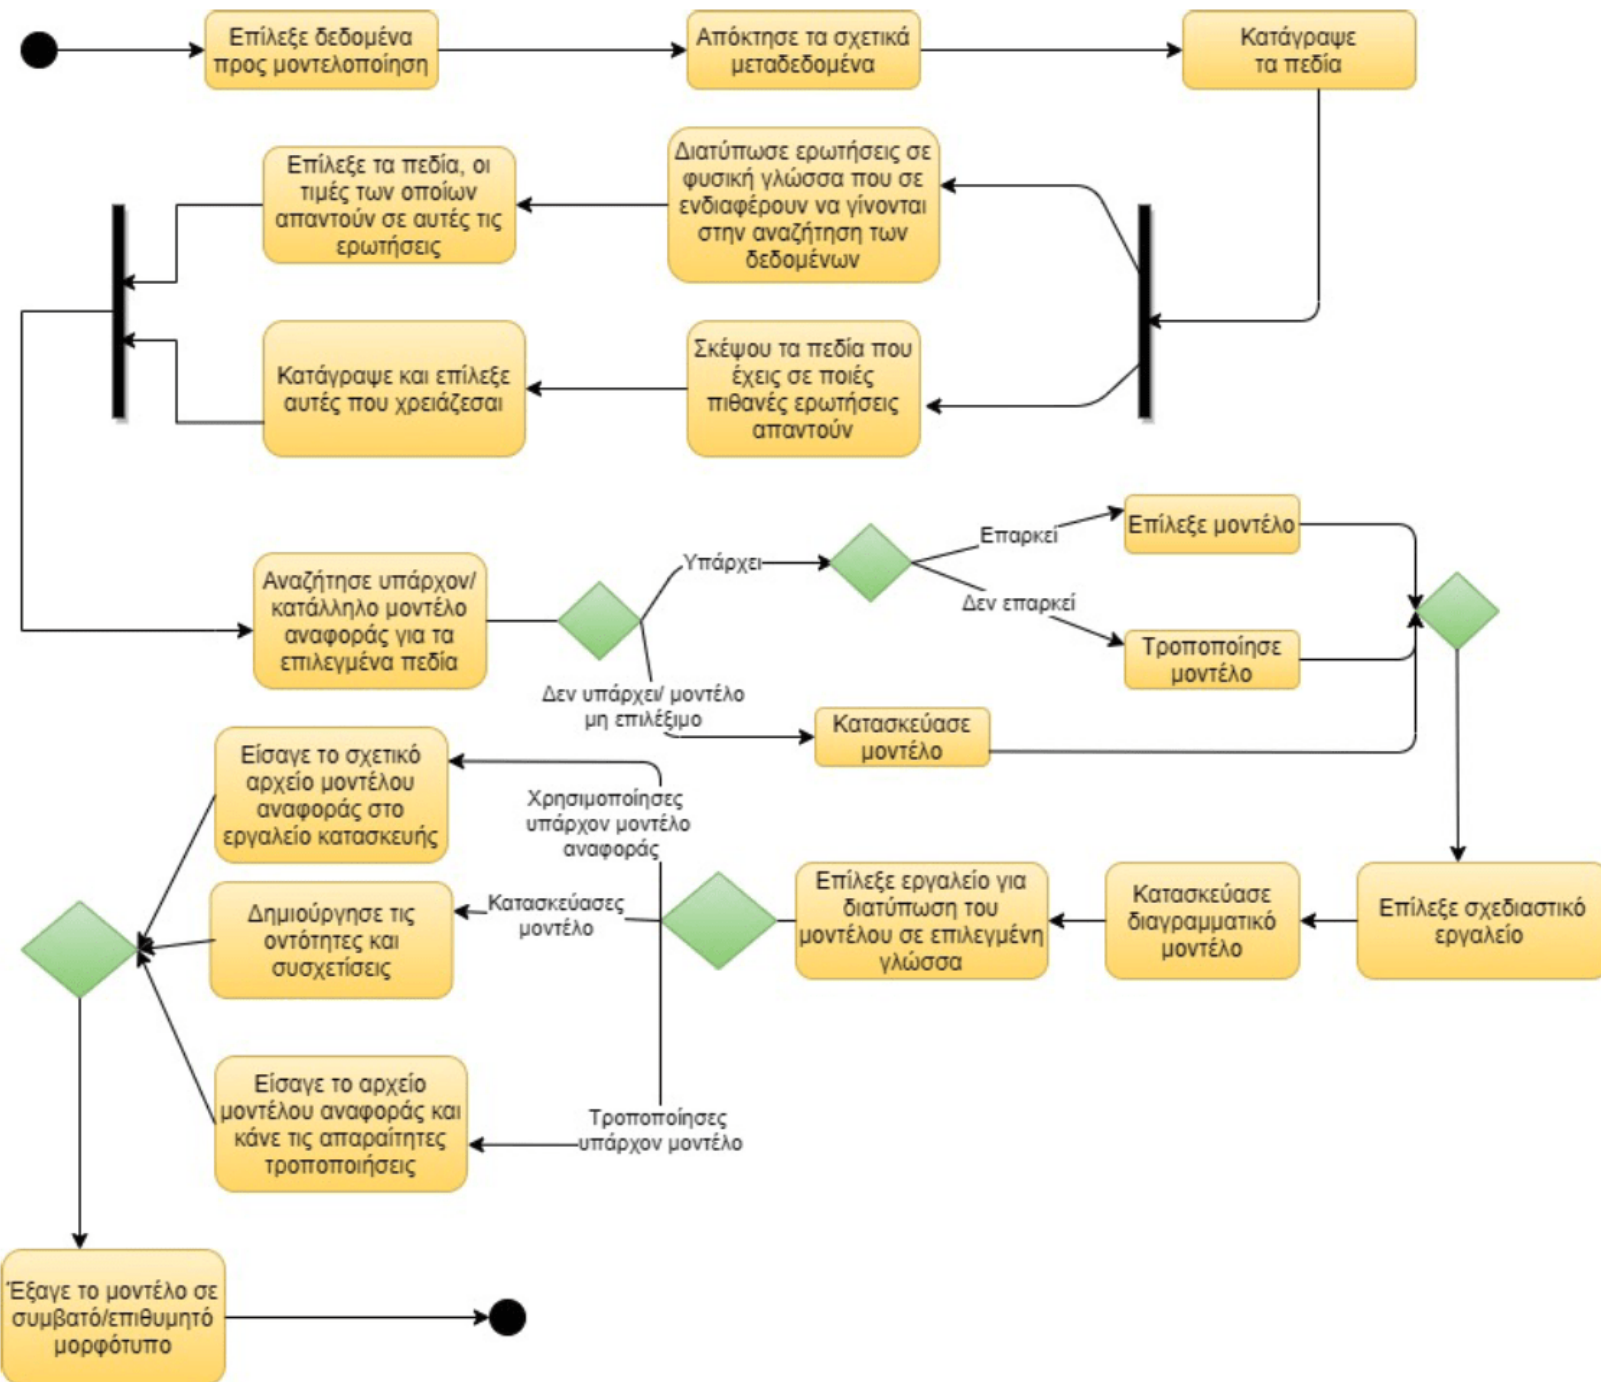 Επίλεξε δεδομένα
προς μοντελοποίηση
Απόκτησε τα σχετικά
μεταδεδομένα
Κατάγραψε
τα πεδία
Διατύπωσε ερωτήσεις σε
φυσική γλώσσα που σε
ενδιαφέρουν να γίνονται
στην αναζήτηση των
δεδομένων
Επίλεξε τα πεδία, οι
τιμές των οποίων
απαντούν σε αυτές τις
ερωτήσεις
Σκέψου τα πεδία που
έχεις σε ποιές
πιθανές ερωτήσεις
απαντούν
Κατάγραψε και επίλεξε
αυτές που χρειάζεσαι
Αναζήτησε υπάρχον/
κατάλληλο μοντέλο
αναφοράς για τα
επιλεγμένα πεδία
Υπάρχει
Επαρκεί
Επίλεξε μοντέλο
Δεν επαρκεί
Τροποποίησε
μοντέλο
Δεν υπάρχει/ μοντέλο
μη επιλέξιμο
Κατασκεύασε
μοντέλο
Επίλεξε σχεδιαστικό
εργαλείο
Κατασκεύασε
διαγραμματικό
μοντέλο
Επίλεξε εργαλείο για
διατύπωση του
μοντέλου σε επιλεγμένη
γλώσσα
Χρησιμοποίησες
υπάρχον μοντέλο
αναφοράς
Είσαγε το σχετικό
αρχείο μοντέλου
αναφοράς στο
εργαλείο κατασκευής
Κατασκεύασες
μοντέλο
Δημιούργησε τις
οντότητες και
συσχετίσεις
Τροποποίησες
υπάρχον μοντέλο
Είσαγε το αρχείο
μοντέλου αναφοράς και
κάνε τις απαραίτητες
τροποποιήσεις
Έξαγε το μοντέλο σε
συμβατό/επιθυμητό
μορφότυπο